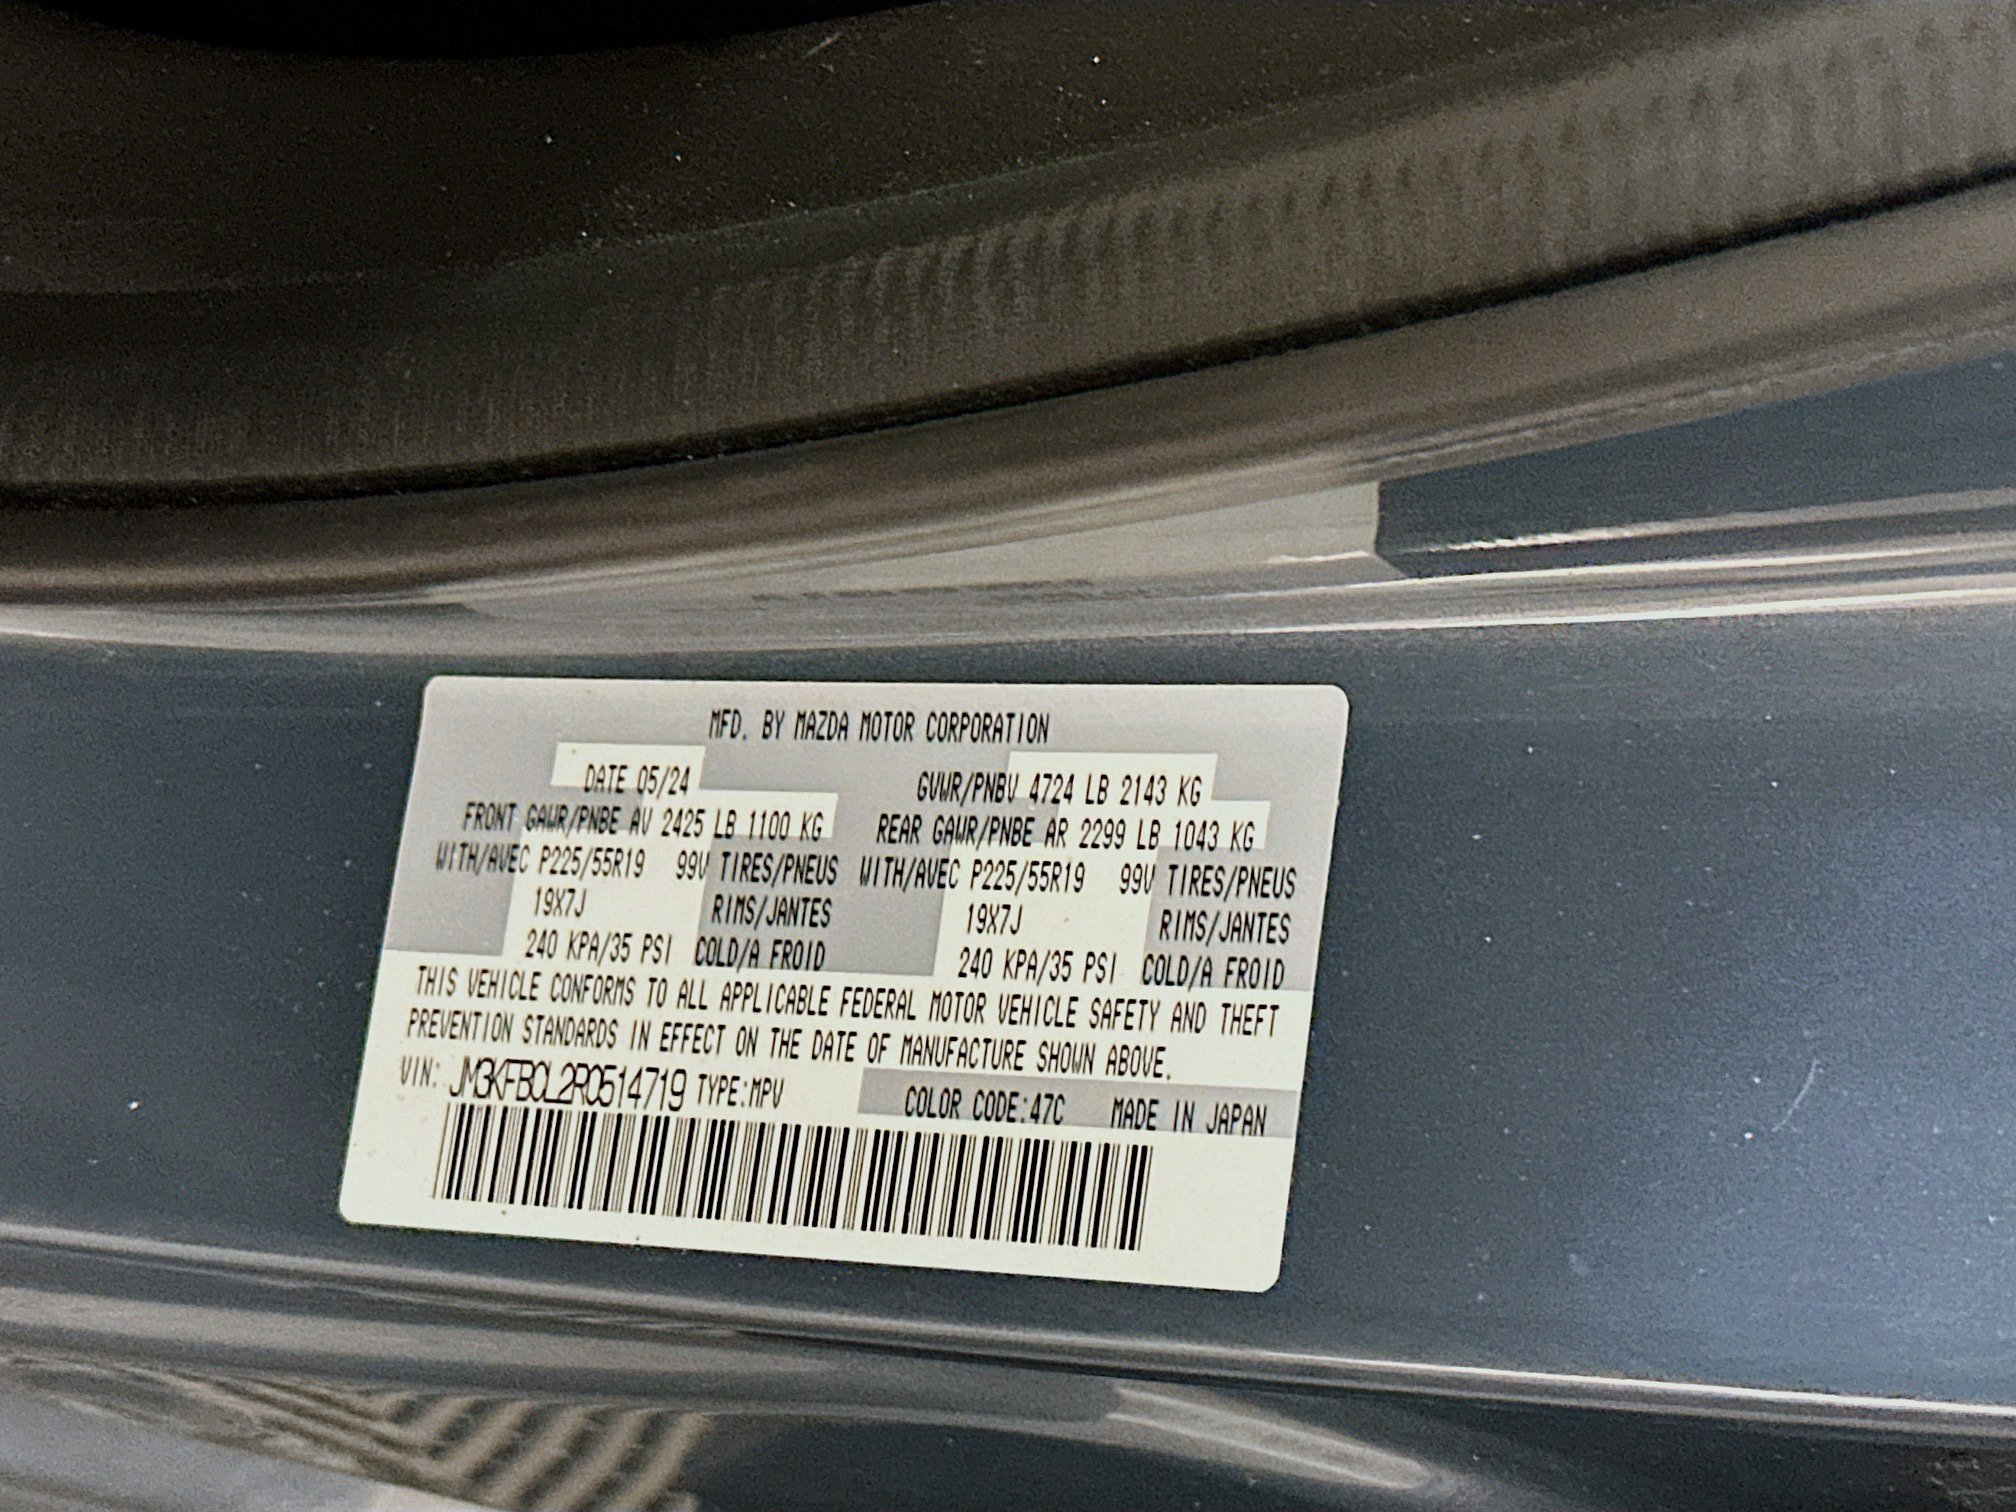 MFD. BY MAZDA MOTOR CORPORATION
DATE 05/24 GVWR/PNBV 4724 LB 2143 KG
FRONT GAWR/PNBE AV 2425 LB 1100 KG REAR GAWR/PNBE AR 2299 LB 1043 KG
WITH/AVEC P225/55R19 99V TIRES/PNEUS WITH/AVEC P225/55R19 99V TIRES/PNEUS
19X7J RIMS/JANTES 19X7J RIMS/JANTES
240 KPA/35 PSI COLD/A FROID 240 KPA/35 PSI COLD/A FROID
THIS VEHICLE CONFORMS TO ALL APPLICABLE FEDERAL MOTOR VEHICLE SAFETY AND THEFT
PREVENTION STANDARDS IN EFFECT ON THE DATE OF MANUFACTURE SHOWN ABOVE.
VIN: JM3KFBCL2R0514719 TYPE:MPV COLOR CODE:47C MADE IN JAPAN